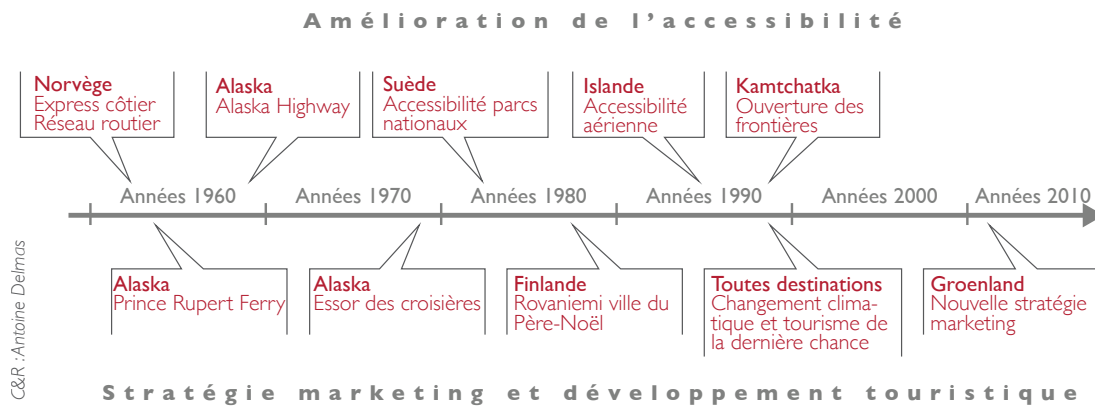 Amélioration de l'accessibilité
Norvège
Express côtier
Réseau routier
Alaska
Alaska Highway
Suède
Accessibilité parcs
nationaux
Islande
Accessibilité
aérienne
Kamtchatka
Ouverture des
frontières
Années 1960
Années 1970
Années 1980
Années 1990
Années 2000
Années 2010
Alaska
Prince Rupert Ferry
Alaska
Essor des croisières
Finlande
Rovaniemi ville du
Père-Noël
Toutes destinations
Changement clima-
tique et tourisme de
la dernière chance
Groenland
Nouvelle stratégie
marketing
Stratégie marketing et développement touristique
C&R : Antoine Delmas